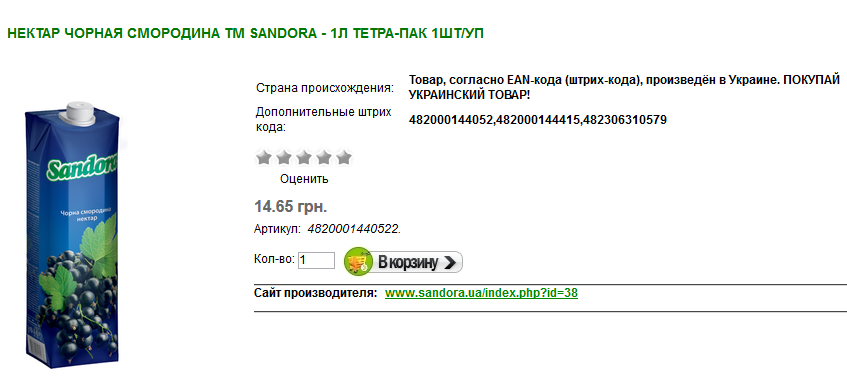 НЕКТАР ЧОРНАЯ СМОРОДИНА ТМ SANDORA - 1Л ТЕТРА-ПАК 1ШТ/УП
Страна происхождения:
Товар, согласно EAN-кода (штрих-кода), произведён в Украине. ПОКУПАЙ
УКРАИНСКИЙ ТОВАР!
Дополнительные штрих
кода:
482000144052,482000144415,482306310579
Оценить
14.65 грн.
Артикул: 4820001440522.
Кол-во: 1 В корзину
Сайт производителя: www.sandora.ua/index.php?id=38
Sandora
Чорна смородина
нектар